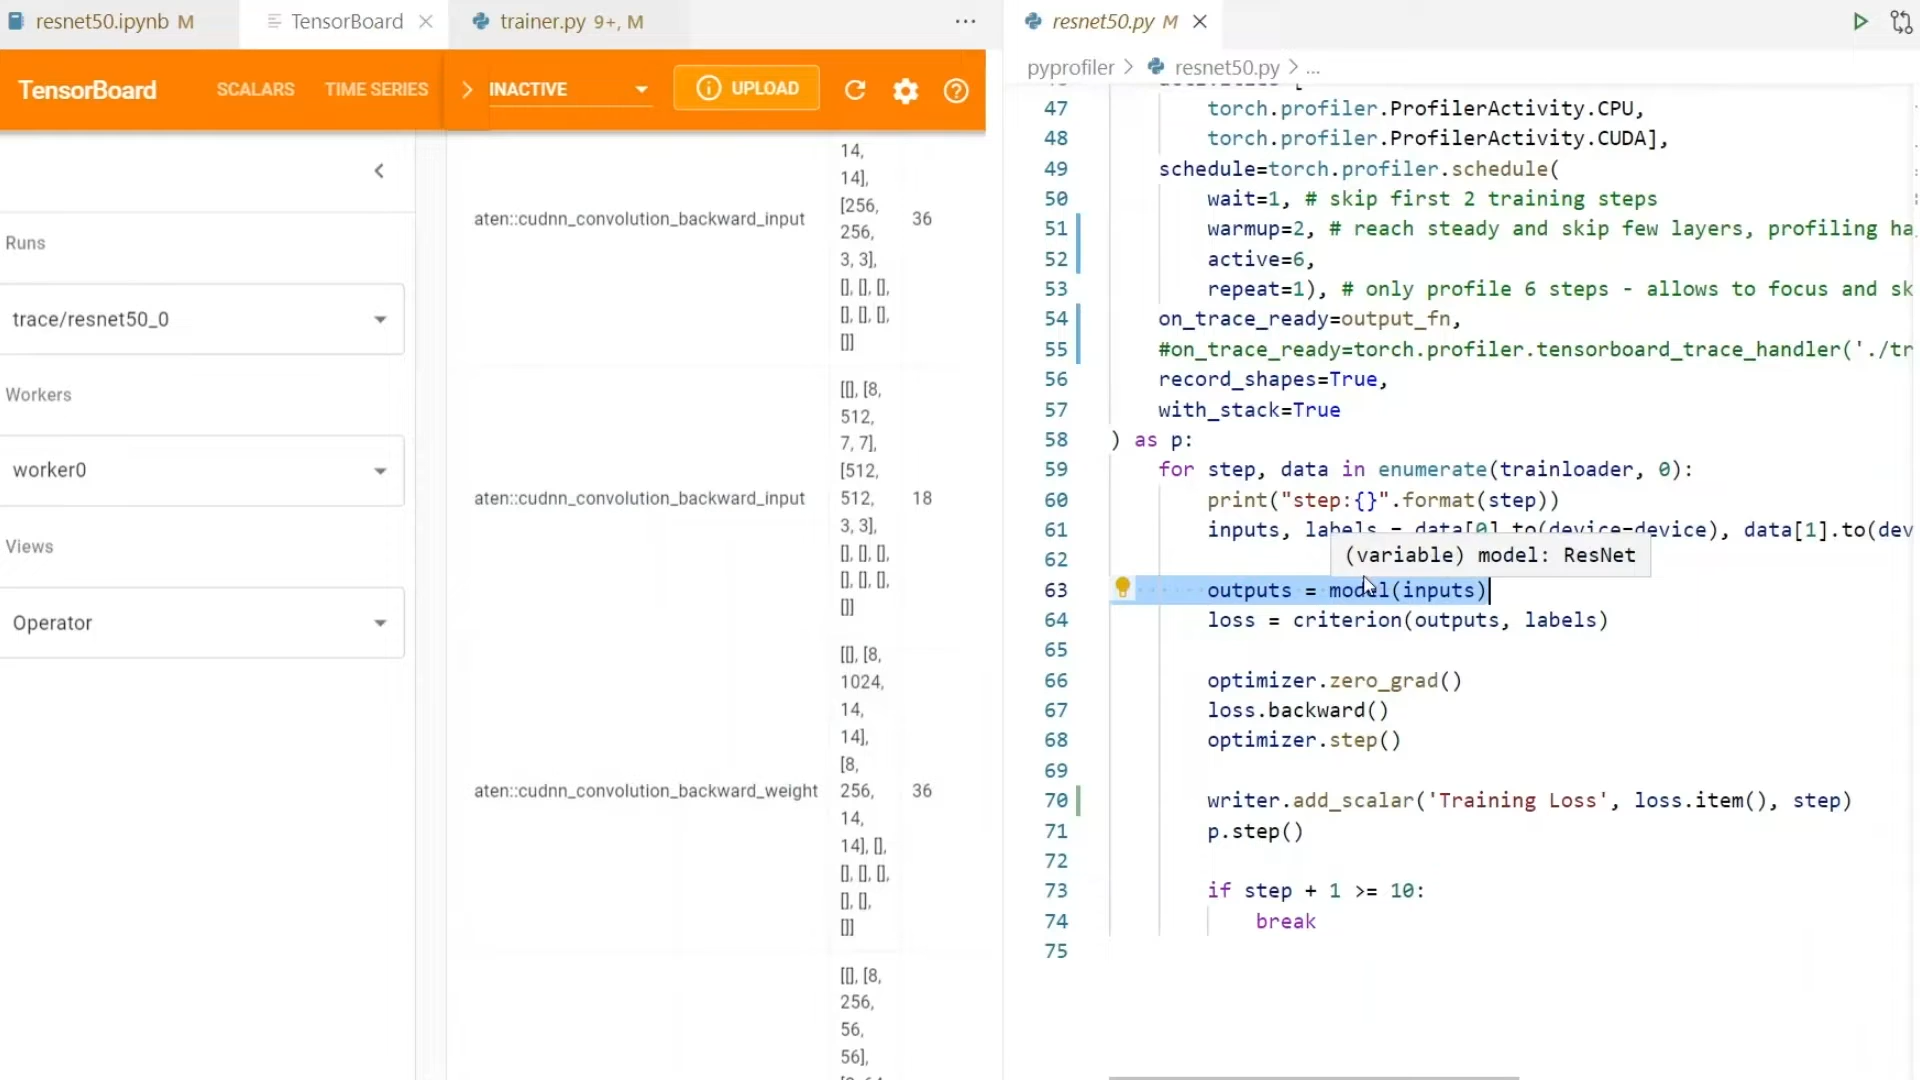 resnet50.ipynb M
TensorBoard
trainer.py 9+, M
...
resnet50.py M
TensorBoard
SCALARS
TIME SERIES
INACTIVE
UPLOAD
Runs
trace/resnet50_0
Workers
worker0
Views
Operator
14,
14],
[256,
aten::cudnn_convolution_backward_input
36
256,
3, 3],
[], [], [],
[], [], [],
[]]
[[], [8,
512,
7, 7],
[512,
aten::cudnn_convolution_backward_input
18
512,
3, 3],
[], [], [],
[], [], [],
[]]
[[], [8,
1024,
14,
14],
[8,
aten::cudnn_convolution_backward_weight
256,
36
14,
14], [],
[], [], [],
[], [],
[]]
[[], [8,
256,
56,
56],
pyprofiler > resnet50.py > ...
47 torch.profiler.ProfilerActivity.CPU,
48 torch.profiler.ProfilerActivity.CUDA],
49 schedule=torch.profiler.schedule(
50 wait=1, # skip first 2 training steps
51 warmup=2, # reach steady and skip few layers, profiling ha
52 active=6,
53 repeat=1), # only profile 6 steps - allows to focus and sk
54 on_trace_ready=output_fn,
55 #on_trace_ready=torch.profiler.tensorboard_trace_handler('./tr
56 record_shapes=True,
57 with_stack=True
58 ) as p:
59 for step, data in enumerate(trainloader, 0):
60 print("step:{}".format(step))
61 inputs, labels = data[0].to(device=device), data[1].to(dev
62
(variable) model: ResNet
63 outputs = model(inputs)
64 loss = criterion(outputs, labels)
65
66 optimizer.zero_grad()
67 loss.backward()
68 optimizer.step()
69
70 writer.add_scalar('Training Loss', loss.item(), step)
71 p.step()
72
73 if step + 1 >= 10:
74 break
75